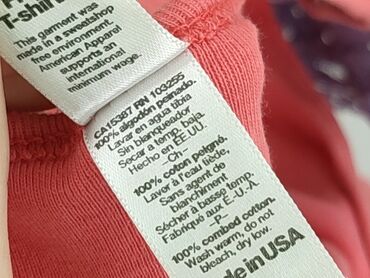 T-shirt
This garment was
made in a sweatshop
free environment.
American Apparel
supports an
international
minimum wage.
CA15387 RN 103255
100% algodón peinado.
Lavar en agua tibia
Sin blanqueador
Secar a temp. baja.
Hecho en EE.UU.
-Ch-
100% coton peigné.
Lavez à l'eau tiède,
Sans agent de
blanchiment
Sécher à basse temp.
Fabriqué aux É-U-A.
-P-
100% combed cotton.
Wash warm, do not
bleach, dry low.
de in USA